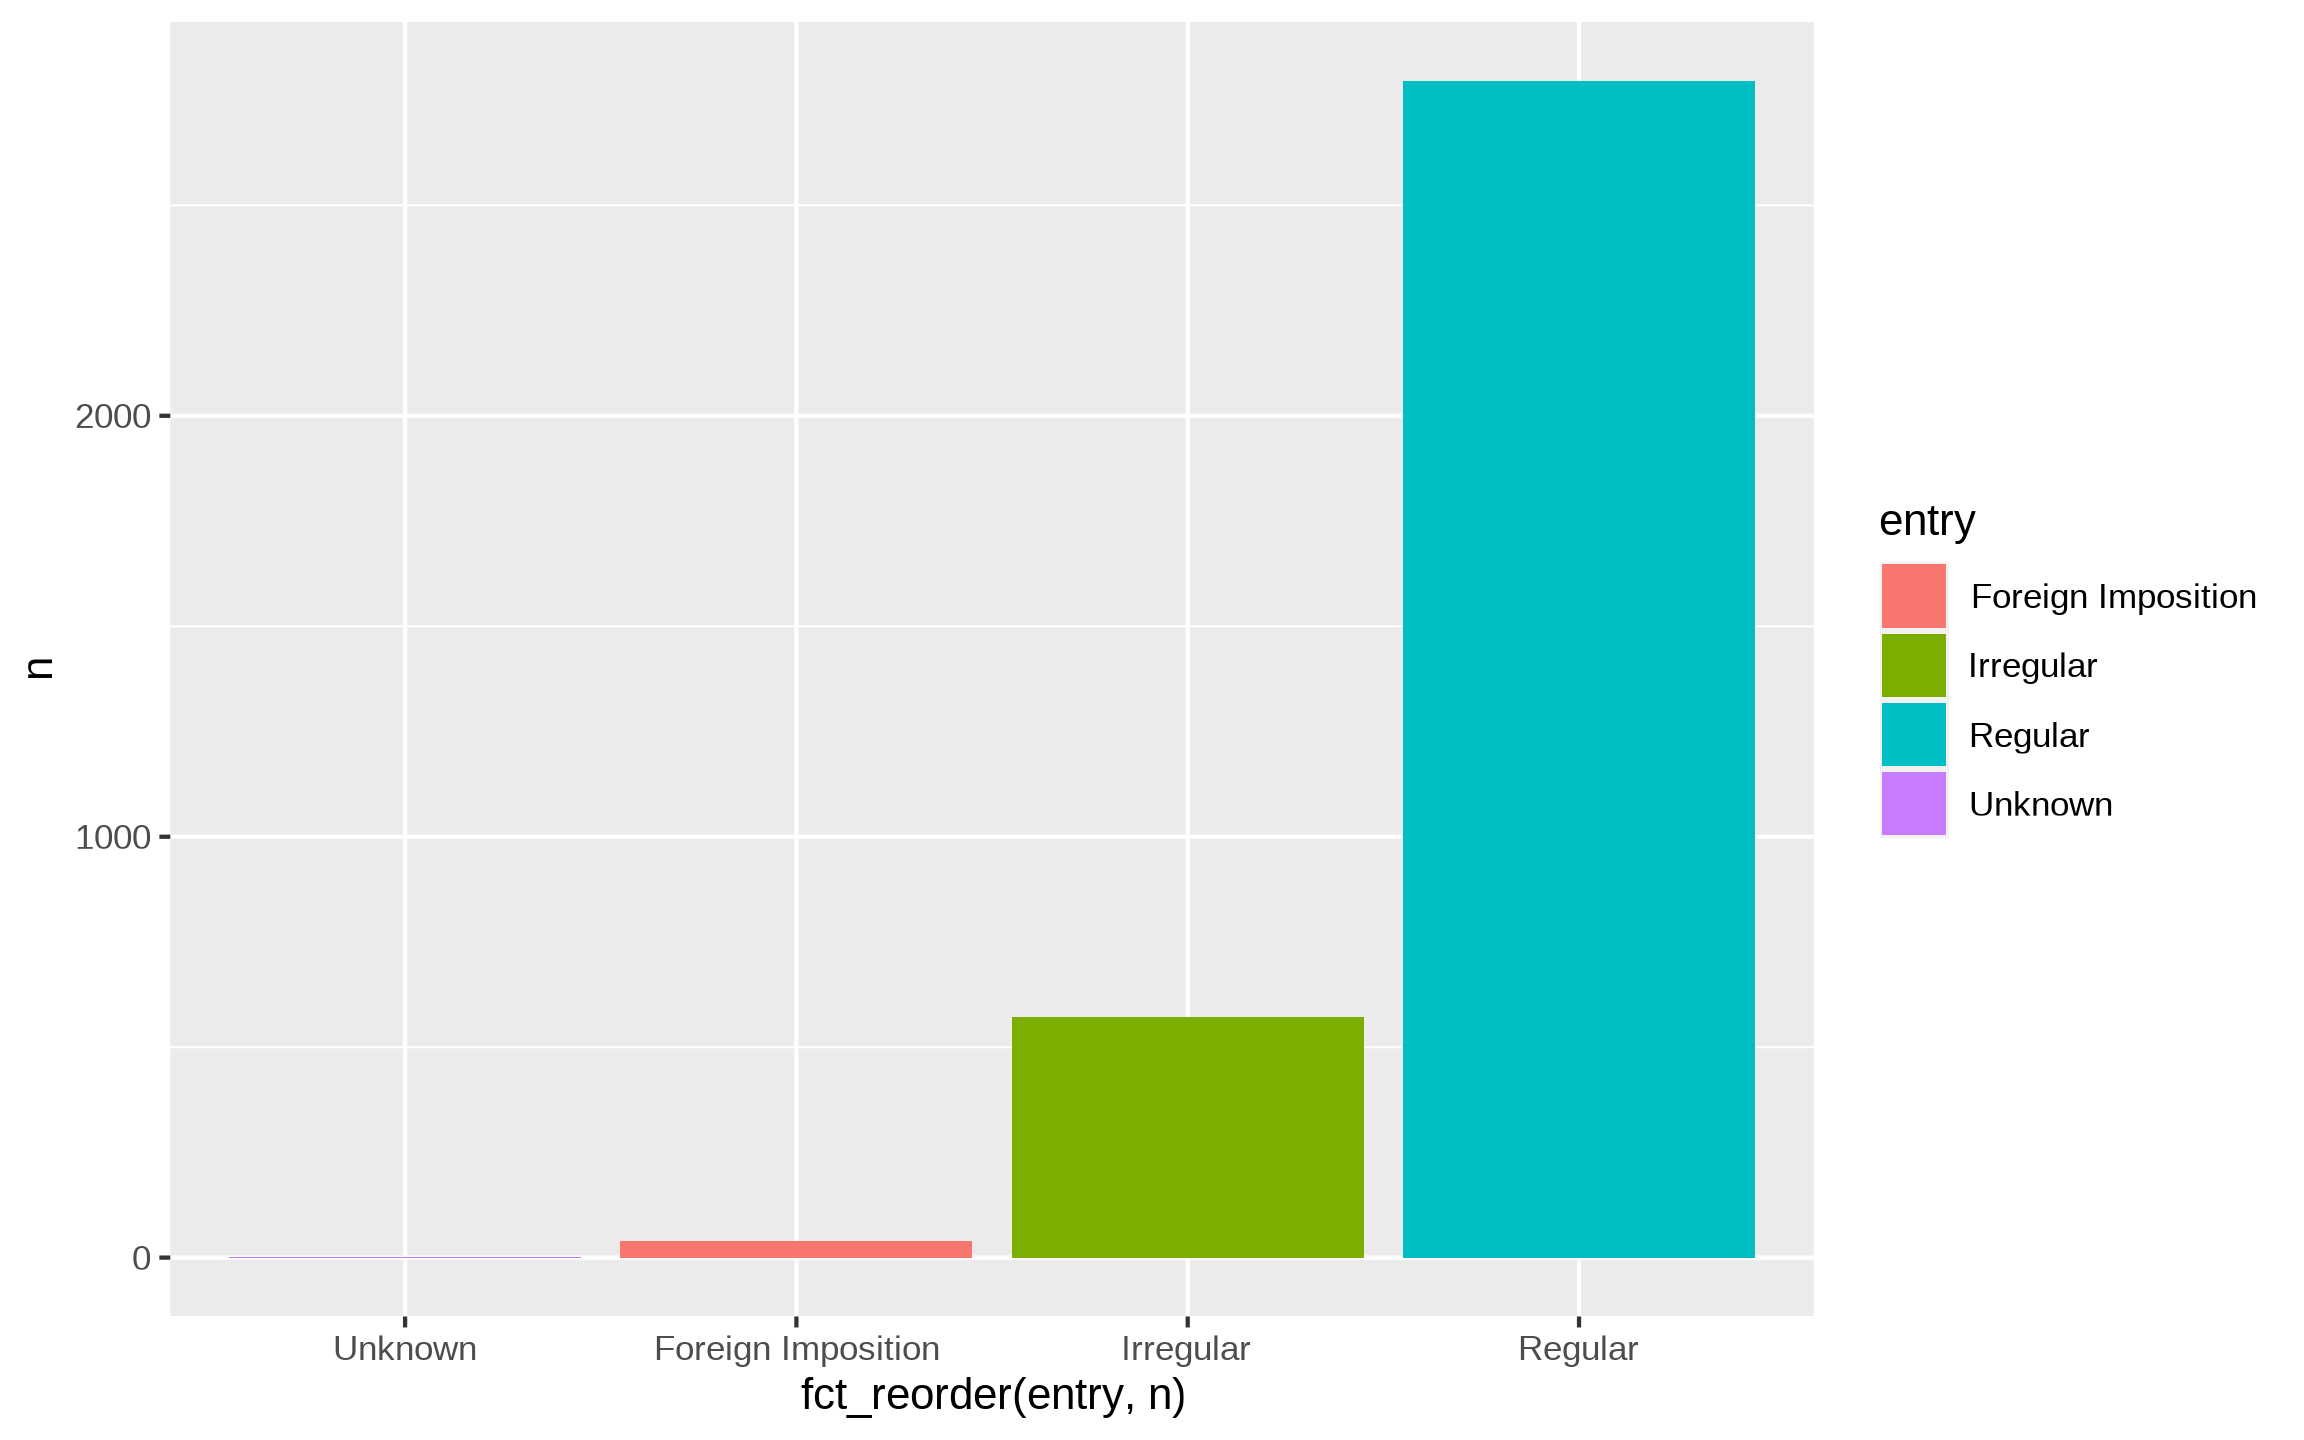 2000
1000
0
n
Unknown
Foreign Imposition
Irregular
Regular
fct_reorder(entry, n)
entry
Foreign Imposition
Irregular
Regular
Unknown